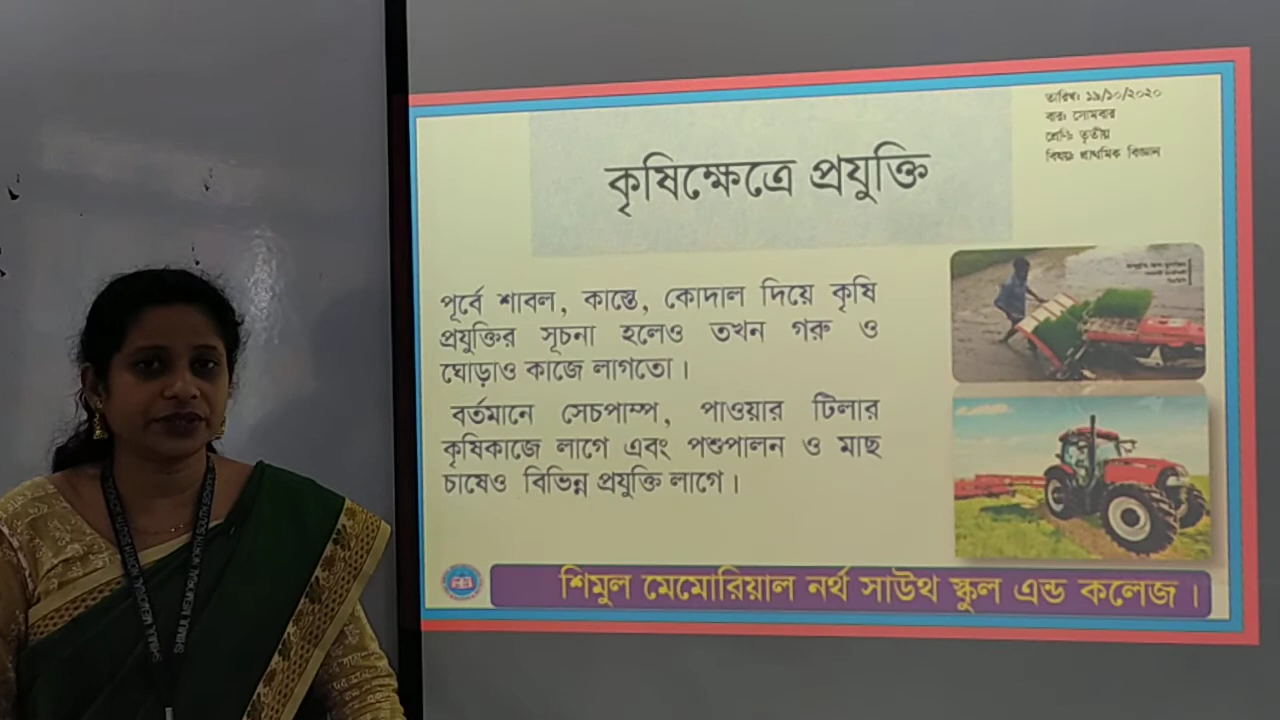 তারিখ: ১৯/১০/২০২০
বার: সোমবার
শ্রেণি: তৃতীয়
বিষয়: প্রাথমিক বিজ্ঞান
কৃষিক্ষেত্রে প্রযুক্তি
পূর্বে শাবল, কাস্তে, কোদাল দিয়ে কৃষি
প্রযুক্তির সূচনা হলেও তখন গরু ও
ঘোড়াও কাজে লাগতো।
বর্তমানে সেচপাম্প, পাওয়ার টিলার
কৃষিকাজে লাগে এবং পশুপালন ও মাছ
চাষেও বিভিন্ন প্রযুক্তি লাগে।
শিমুল মেমোরিয়াল নর্থ সাউথ স্কুল এন্ড কলেজ।